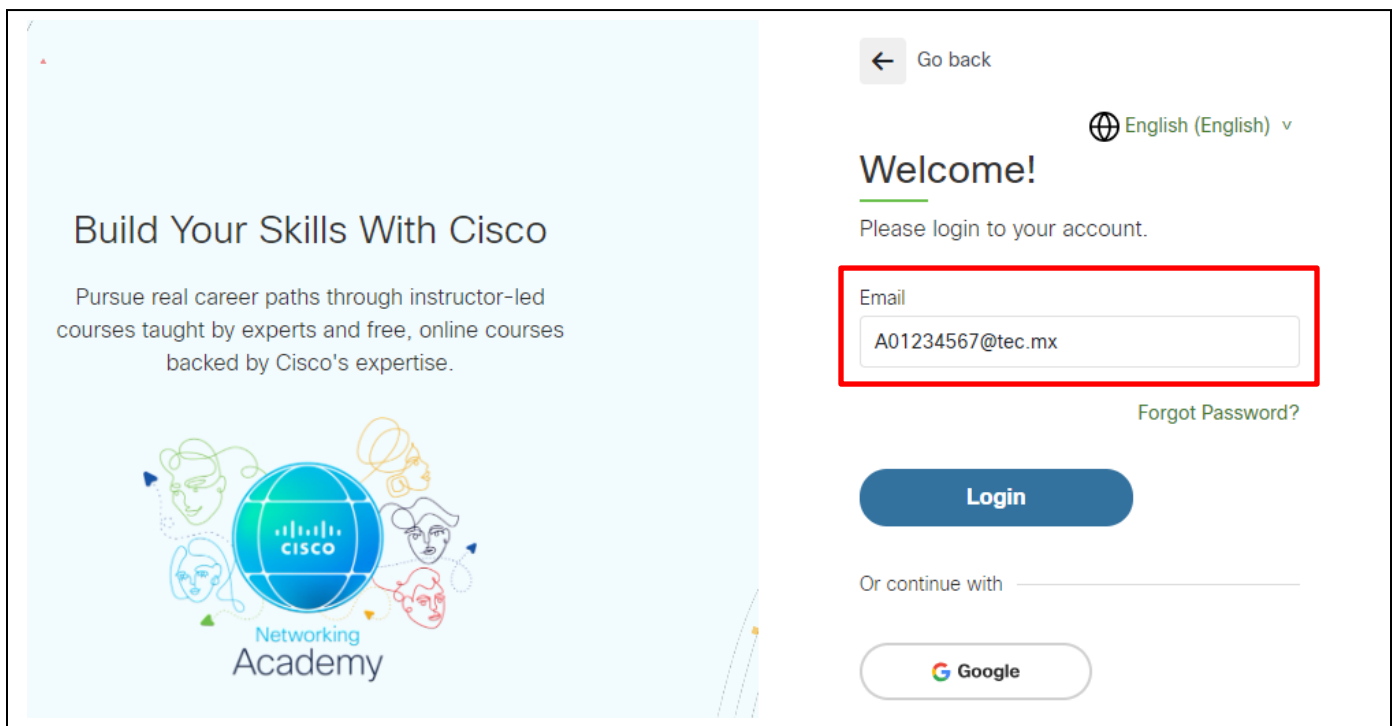 Build Your Skills With Cisco
Pursue real career paths through instructor-led
courses taught by experts and free, online courses
backed by Cisco's expertise.
CISCO
Networking
Academy
Go back
English (English)
Welcome!
Please login to your account.
Email
A01234567@tec.mx
Forgot Password?
Login
Or continue with
G Google